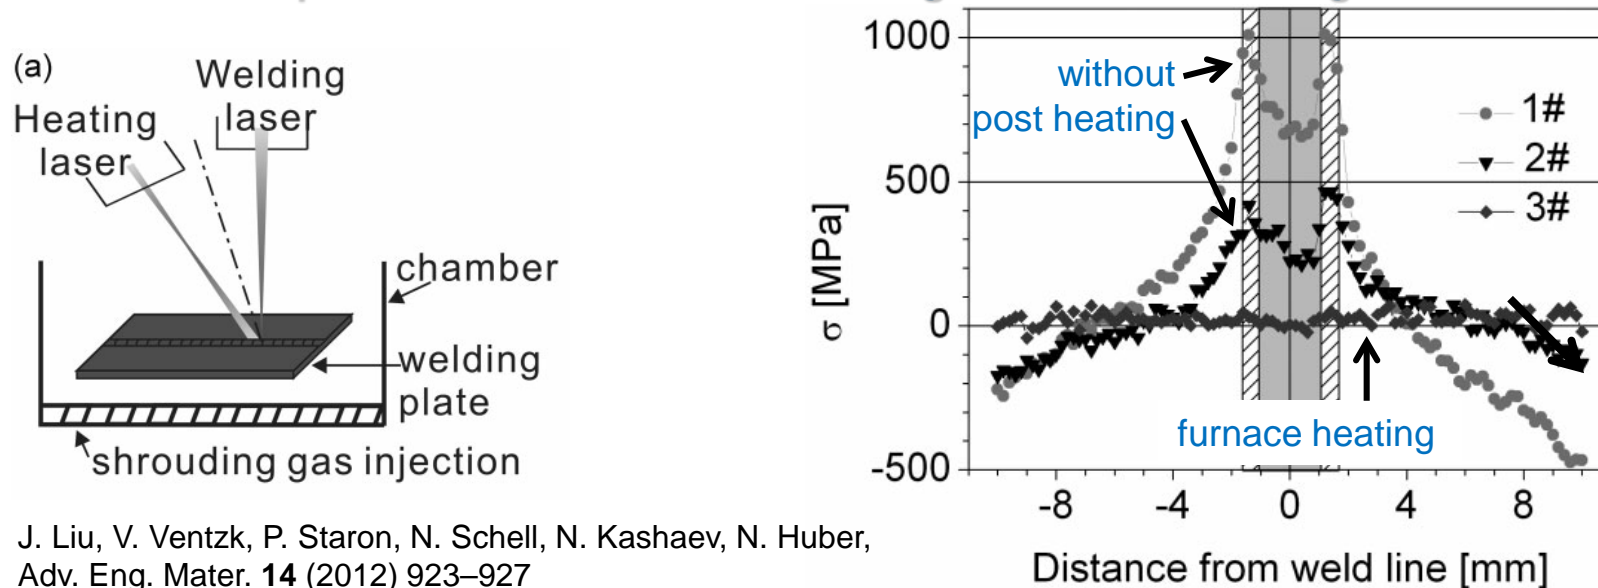 (a)
Welding
laser
Heating
laser
chamber
welding
plate
shrouding gas injection
J. Liu, V. Ventzk, P. Staron, N. Schell, N. Kashaev, N. Huber,
Adv. Eng. Mater. 14 (2012) 923–927
1000
500
0
-500
σ [MPa]
without
post heating
1#
2#
3#
furnace heating
-8 -4 0 4 8
Distance from weld line [mm]